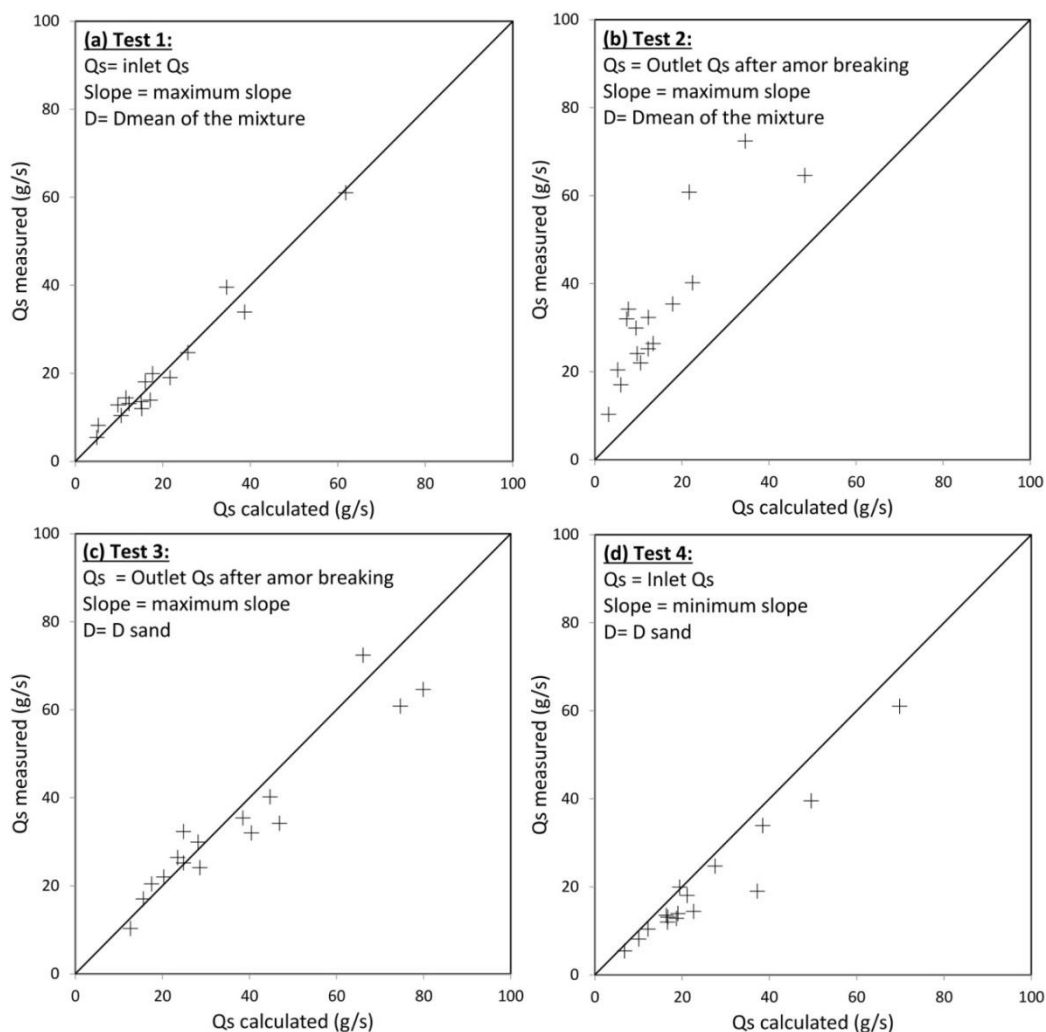 (a) Test 1:
Qs= inlet Qs
Slope = maximum slope
D= Dmean of the mixture
100
80
60
40
20
0
Qs measured (g/s)
0 20 40 60 80 100
Qs calculated (g/s)
(b) Test 2:
Qs = Outlet Qs after amor breaking
Slope = maximum slope
D= Dmean of the mixture
100
80
60
40
20
0
Qs measured (g/s)
0 20 40 60 80 100
Qs calculated (g/s)
(c) Test 3:
Qs = Outlet Qs after amor breaking
Slope = maximum slope
D= D sand
100
80
60
40
20
0
Qs measured (g/s)
0 20 40 60 80 100
Qs calculated (g/s)
(d) Test 4:
Qs = Inlet Qs
Slope = minimum slope
D= D sand
100
80
60
40
20
0
Qs measured (g/s)
0 20 40 60 80 100
Qs calculated (g/s)